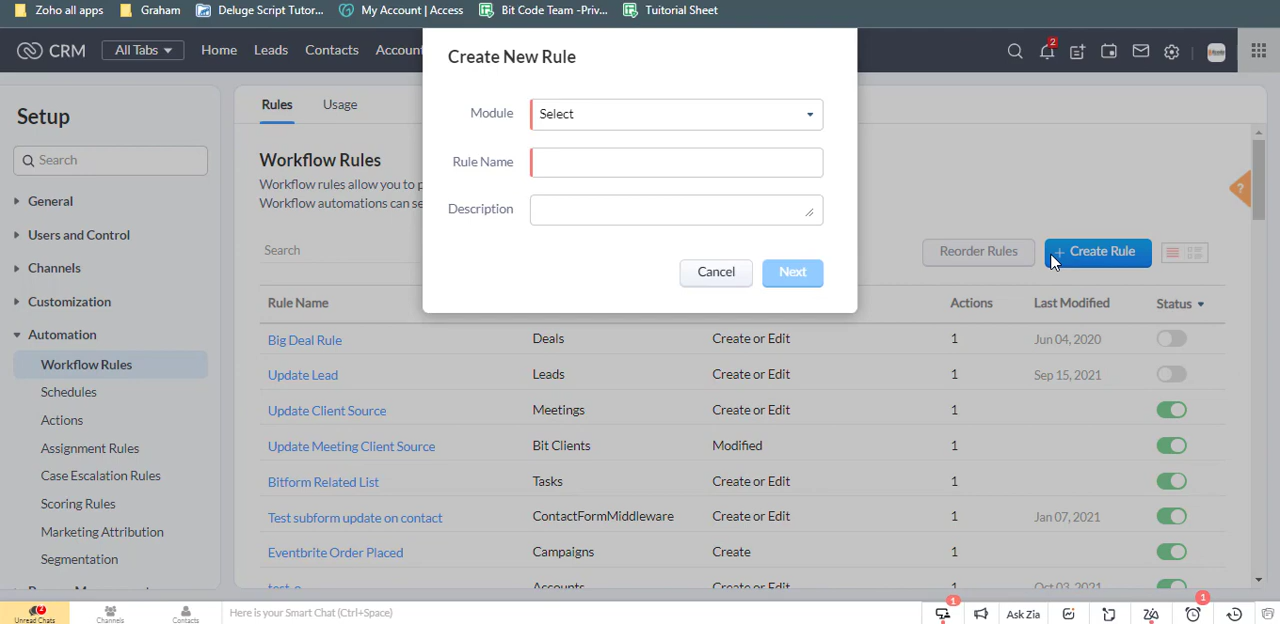 Zoho all apps
Graham
Deluge Script Tutor...
My Account | Access
Bit Code Team -Priv...
Tuitorial Sheet
CRM
All Tabs
Home
Leads
Contacts
Account
2
Create New Rule
Module
Select
Rule Name
Description
Cancel
Next
Setup
Search
General
Users and Control
Channels
Customization
Automation
Workflow Rules
Schedules
Actions
Assignment Rules
Case Escalation Rules
Scoring Rules
Marketing Attribution
Segmentation
Rules
Usage
Workflow Rules
Workflow rules allow you to p
Workflow automations can se
Search
Reorder Rules
+ Create Rule
?
Rule Name
Actions
Last Modified
Status
Big Deal Rule
Deals
Create or Edit
1
Jun 04, 2020
Update Lead
Leads
Create or Edit
1
Sep 15, 2021
Update Client Source
Meetings
Create or Edit
1
Update Meeting Client Source
Bit Clients
Modified
1
Bitform Related List
Tasks
Create or Edit
1
Test subform update on contact
ContactFormMiddleware
Create or Edit
1
Jan 07, 2021
Eventbrite Order Placed
Campaigns
Create
1
Accounts
Create or Edit
1
Oct 03, 2021
2
Unread Chats
Channels
Contacts
Here is your Smart Chat (Ctrl+Space)
1
Ask Zia
1